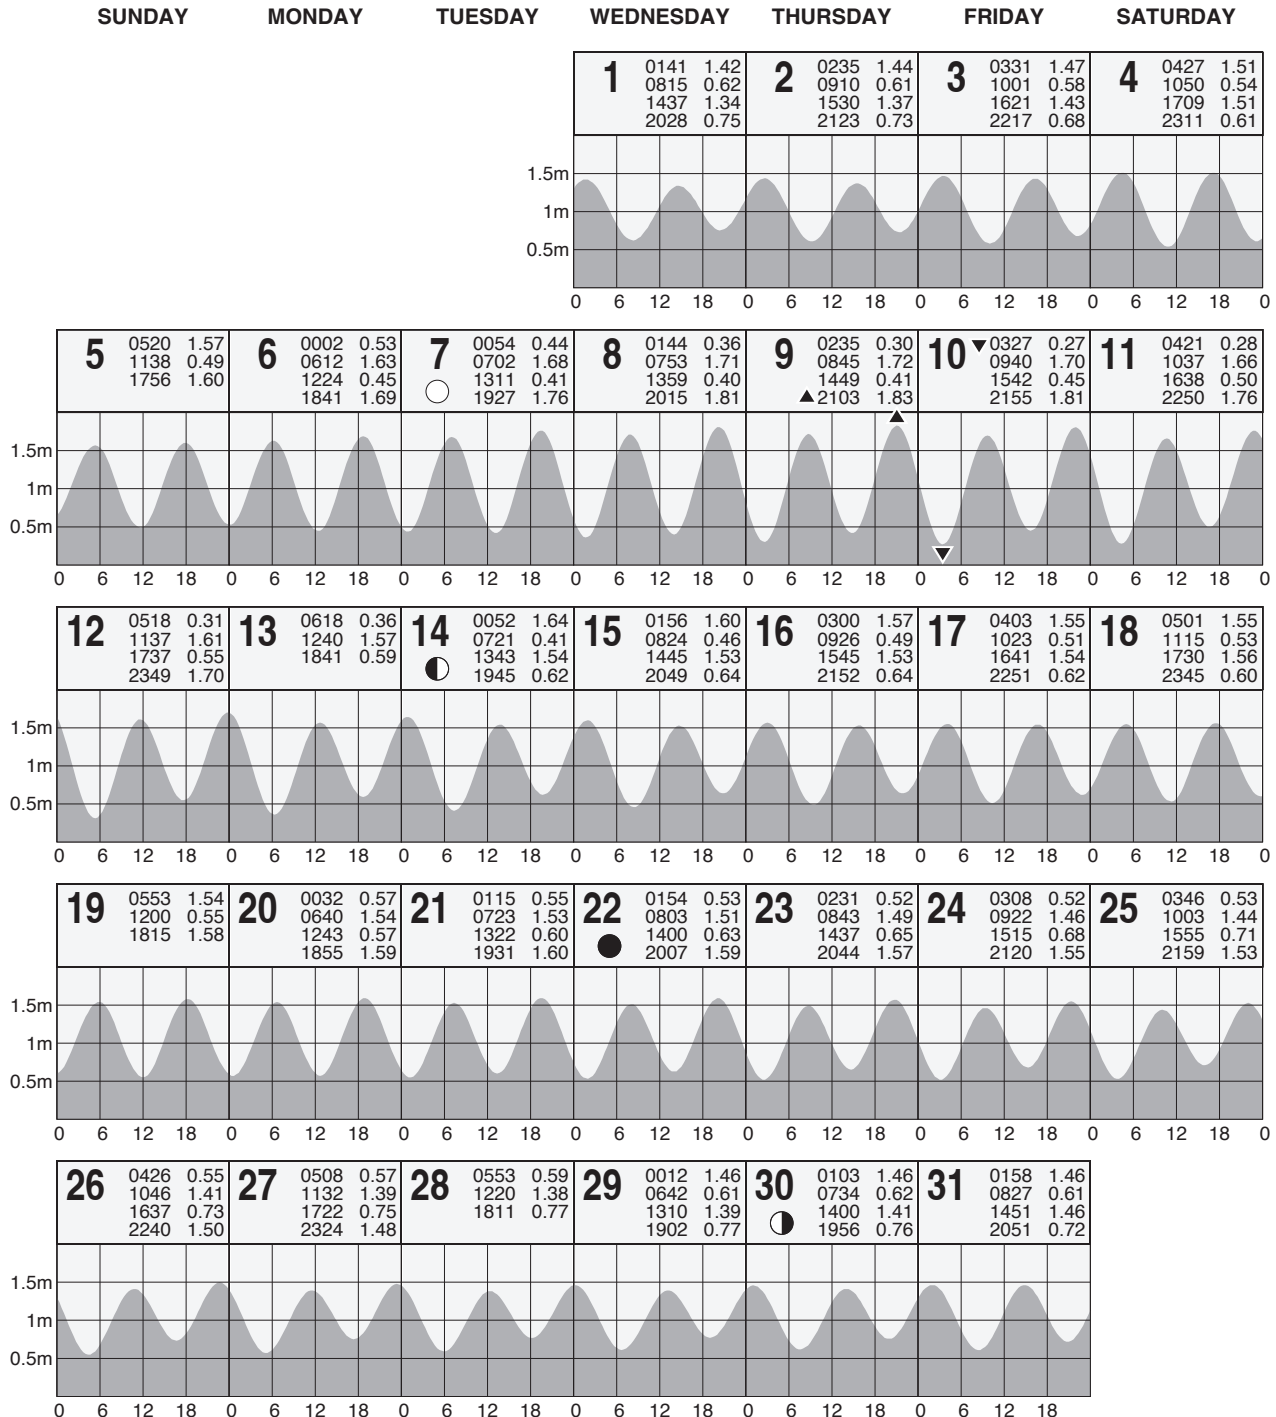 SUNDAY MONDAY TUESDAY WEDNESDAY THURSDAY FRIDAY SATURDAY
1 0141 1.42
0815 0.62
1437 1.34
2028 0.75
2 0235 1.44
0910 0.61
1530 1.37
2123 0.73
3 0331 1.47
1001 0.58
1621 1.43
2217 0.68
4 0427 1.51
1050 0.54
1709 1.51
2311 0.61
1.5m
1m
0.5m
0 6 12 18 0 6 12 18 0 6 12 18 0 6 12 18 0
5 0520 1.57
1138 0.49
1756 1.60
6 0002 0.53
0612 1.63
1224 0.45
1841 1.69
7 0054 0.44
0702 1.68
1311 0.41
1927 1.76
8 0144 0.36
0753 1.71
1359 0.40
2015 1.81
9 0235 0.30
0845 1.72
1449 0.41
2103 1.83
10 0327 0.27
0940 1.70
1542 0.45
2155 1.81
11 0421 0.28
1037 1.66
1638 0.50
2250 1.76
1.5m
1m
0.5m
0 6 12 18 0 6 12 18 0 6 12 18 0 6 12 18 0 6 12 18 0 6 12 18 0 6 12 18 0
12 0518 0.31
1137 1.61
1737 0.55
2349 1.70
13 0618 0.36
1240 1.57
1841 0.59
14 0052 1.64
0721 0.41
1343 1.54
1945 0.62
15 0156 1.60
0824 0.46
1445 1.53
2049 0.64
16 0300 1.57
0926 0.49
1545 1.53
2152 0.64
17 0403 1.55
1023 0.51
1641 1.54
2251 0.62
18 0501 1.55
1115 0.53
1730 1.56
2345 0.60
1.5m
1m
0.5m
0 6 12 18 0 6 12 18 0 6 12 18 0 6 12 18 0 6 12 18 0 6 12 18 0 6 12 18 0
19 0553 1.54
1200 0.55
1815 1.58
20 0032 0.57
0640 1.54
1243 0.57
1855 1.59
21 0115 0.55
0723 1.53
1322 0.60
1931 1.60
22 0154 0.53
0803 1.51
1400 0.63
2007 1.59
23 0231 0.52
0843 1.49
1437 0.65
2044 1.57
24 0308 0.52
0922 1.46
1515 0.68
2120 1.55
25 0346 0.53
1003 1.44
1555 0.71
2159 1.53
1.5m
1m
0.5m
0 6 12 18 0 6 12 18 0 6 12 18 0 6 12 18 0 6 12 18 0 6 12 18 0 6 12 18 0
26 0426 0.55
1046 1.41
1637 0.73
2240 1.50
27 0508 0.57
1132 1.39
1722 0.75
2324 1.48
28 0553 0.59
1220 1.38
1811 0.77
29 0012 1.46
0642 0.61
1310 1.39
1902 0.77
30 0103 1.46
0734 0.62
1400 1.41
1956 0.76
31 0158 1.46
0827 0.61
1451 1.46
2051 0.72
1.5m
1m
0.5m
0 6 12 18 0 6 12 18 0 6 12 18 0 6 12 18 0 6 12 18 0 6 12 18